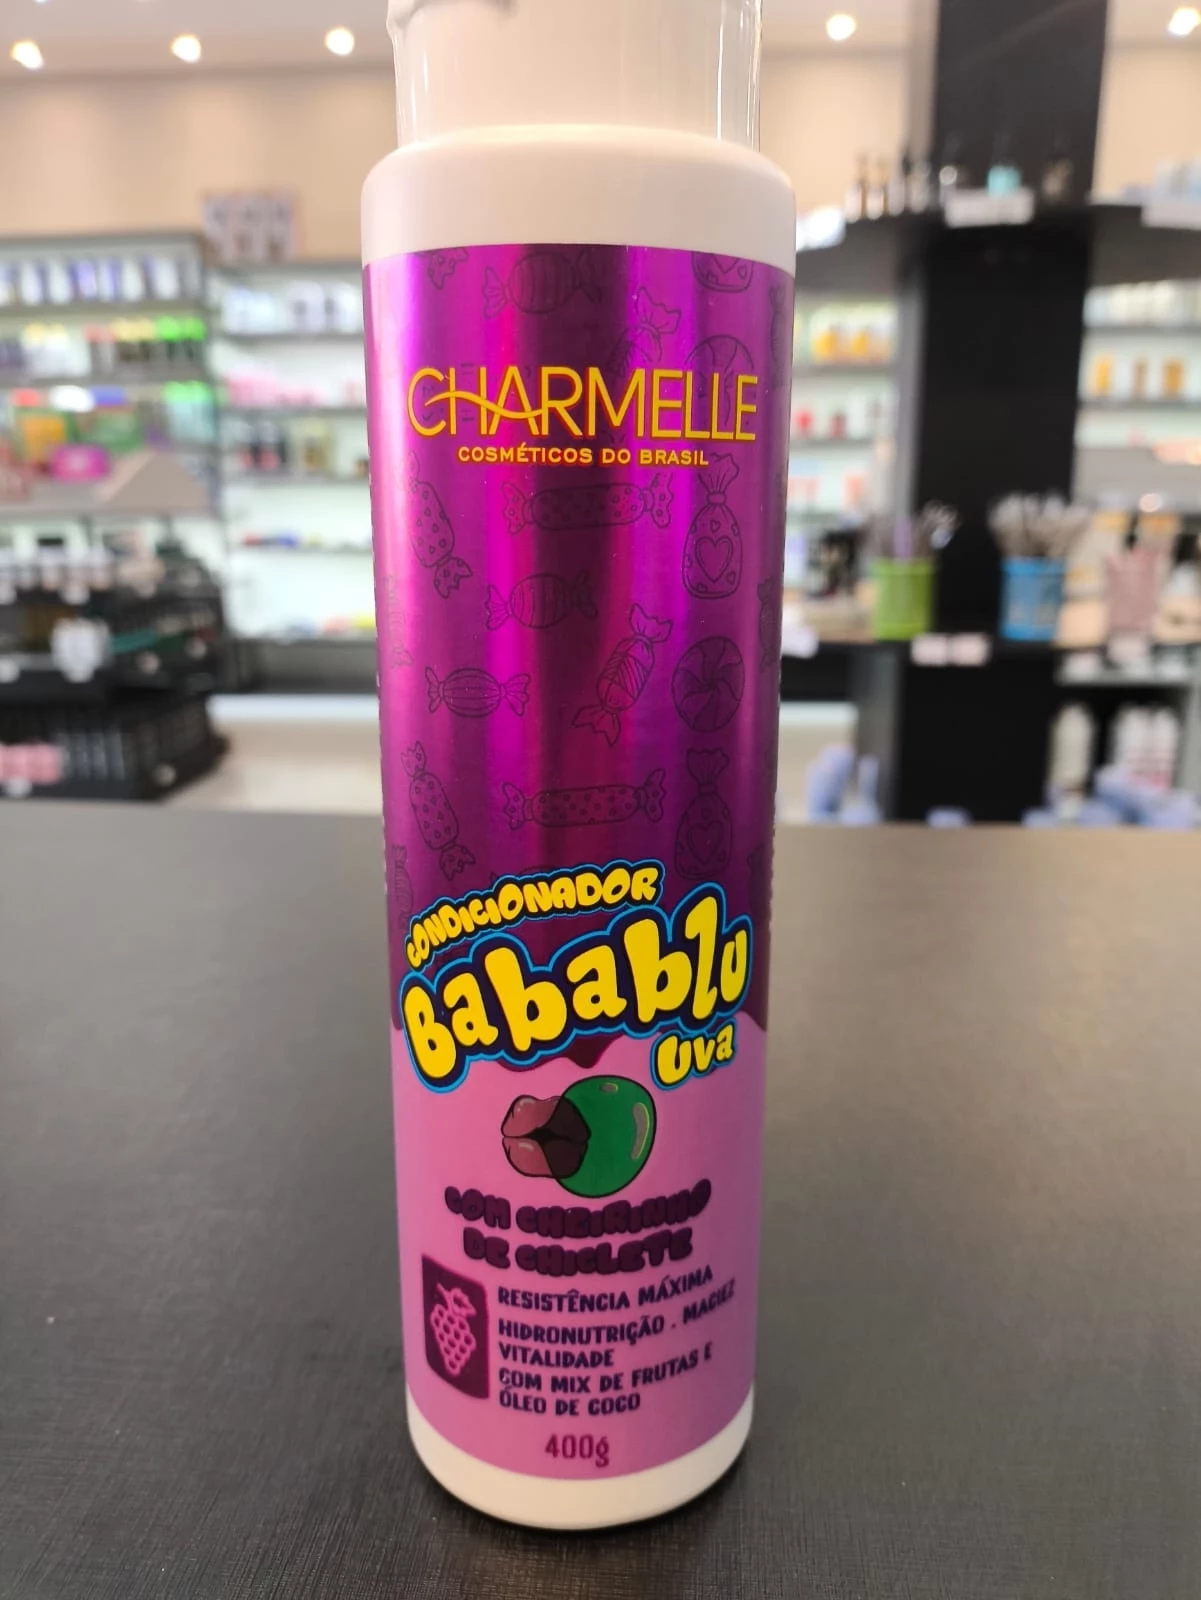 CHARMELLE
COSMÉTICOS DO BRASIL
CONDICIONADOR
Babablu
uva
COM CHEIRINHO
DE CHICLETE
RESISTÊNCIA MÁXIMA
HIDRONUTRIÇÃO . MACIEZ
VITALIDADE
COM MIX DE FRUTAS E
ÓLEO DE COCO
400g